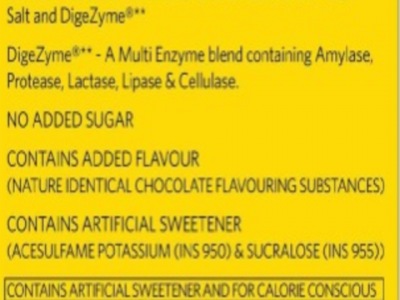 Salt and DigeZyme®**
DigeZyme®** - A Multi Enzyme blend containing Amylase,
Protease, Lactase, Lipase & Cellulase.
NO ADDED SUGAR
CONTAINS ADDED FLAVOUR
(NATURE IDENTICAL CHOCOLATE FLAVOURING SUBSTANCES)
CONTAINS ARTIFICIAL SWEETENER
(ACESULFAME POTASSIUM (INS 950) & SUCRALOSE (INS 955))
CONTAINS ARTIFICIAL SWEETENER AND FOR CALORIE CONSCIOUS